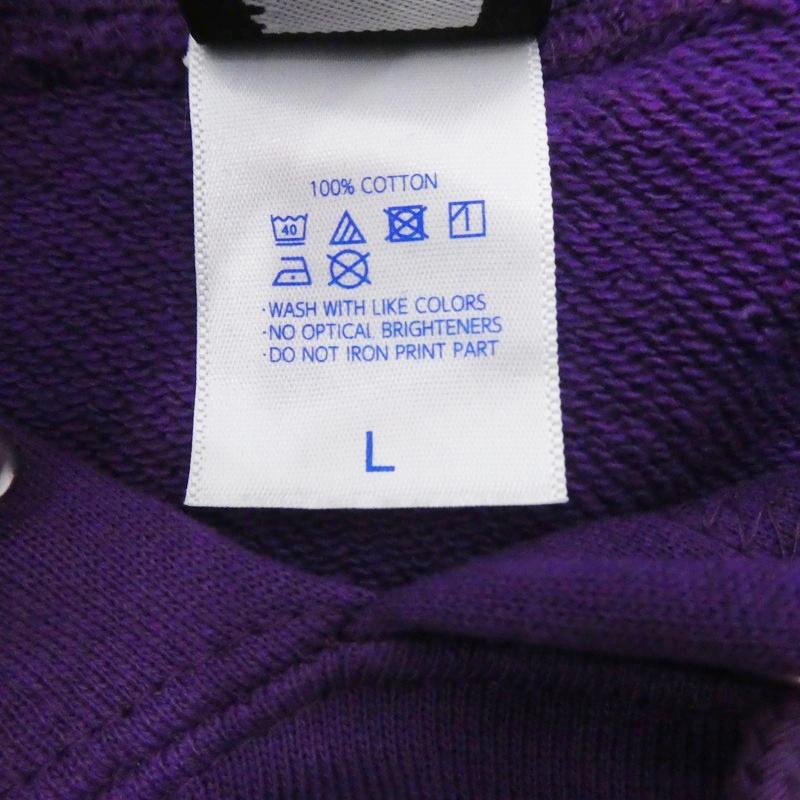 100% COTTON
40
·WASH WITH LIKE COLORS
·NO OPTICAL BRIGHTENERS
·DO NOT IRON PRINT PART
L